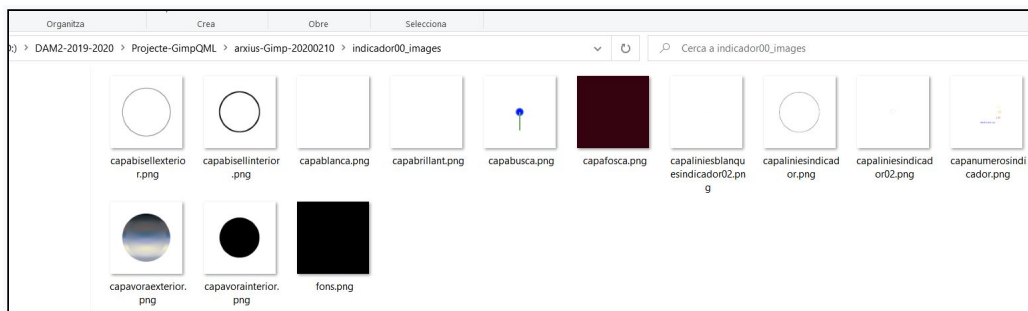 Organitza Crea Obre Selecciona
:) > DAM2-2019-2020 > Projecte-GimpQML > arxius-Gimp-20200210 > indicador00_images Cerca a indicador00_images
capabisellexterio
r.png
capabisellinterior
.png
capablanca.png
capabrillant.png
capabusca.png
capafosca.png
capaliniesblanqu
esindicador02.pn
g
capaliniesindicad
or.png
capaliniesindicad
or02.png
capanumerosindi
cador.png
capavoraexterior.
png
capavorainterior.
png
fons.png